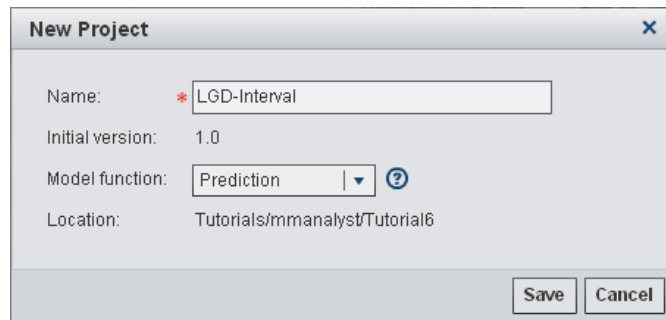 New Project
Name: * LGD-Interval
Initial version: 1.0
Model function: Prediction
Location: Tutorials/mmanalyst/Tutorial6
Save Cancel